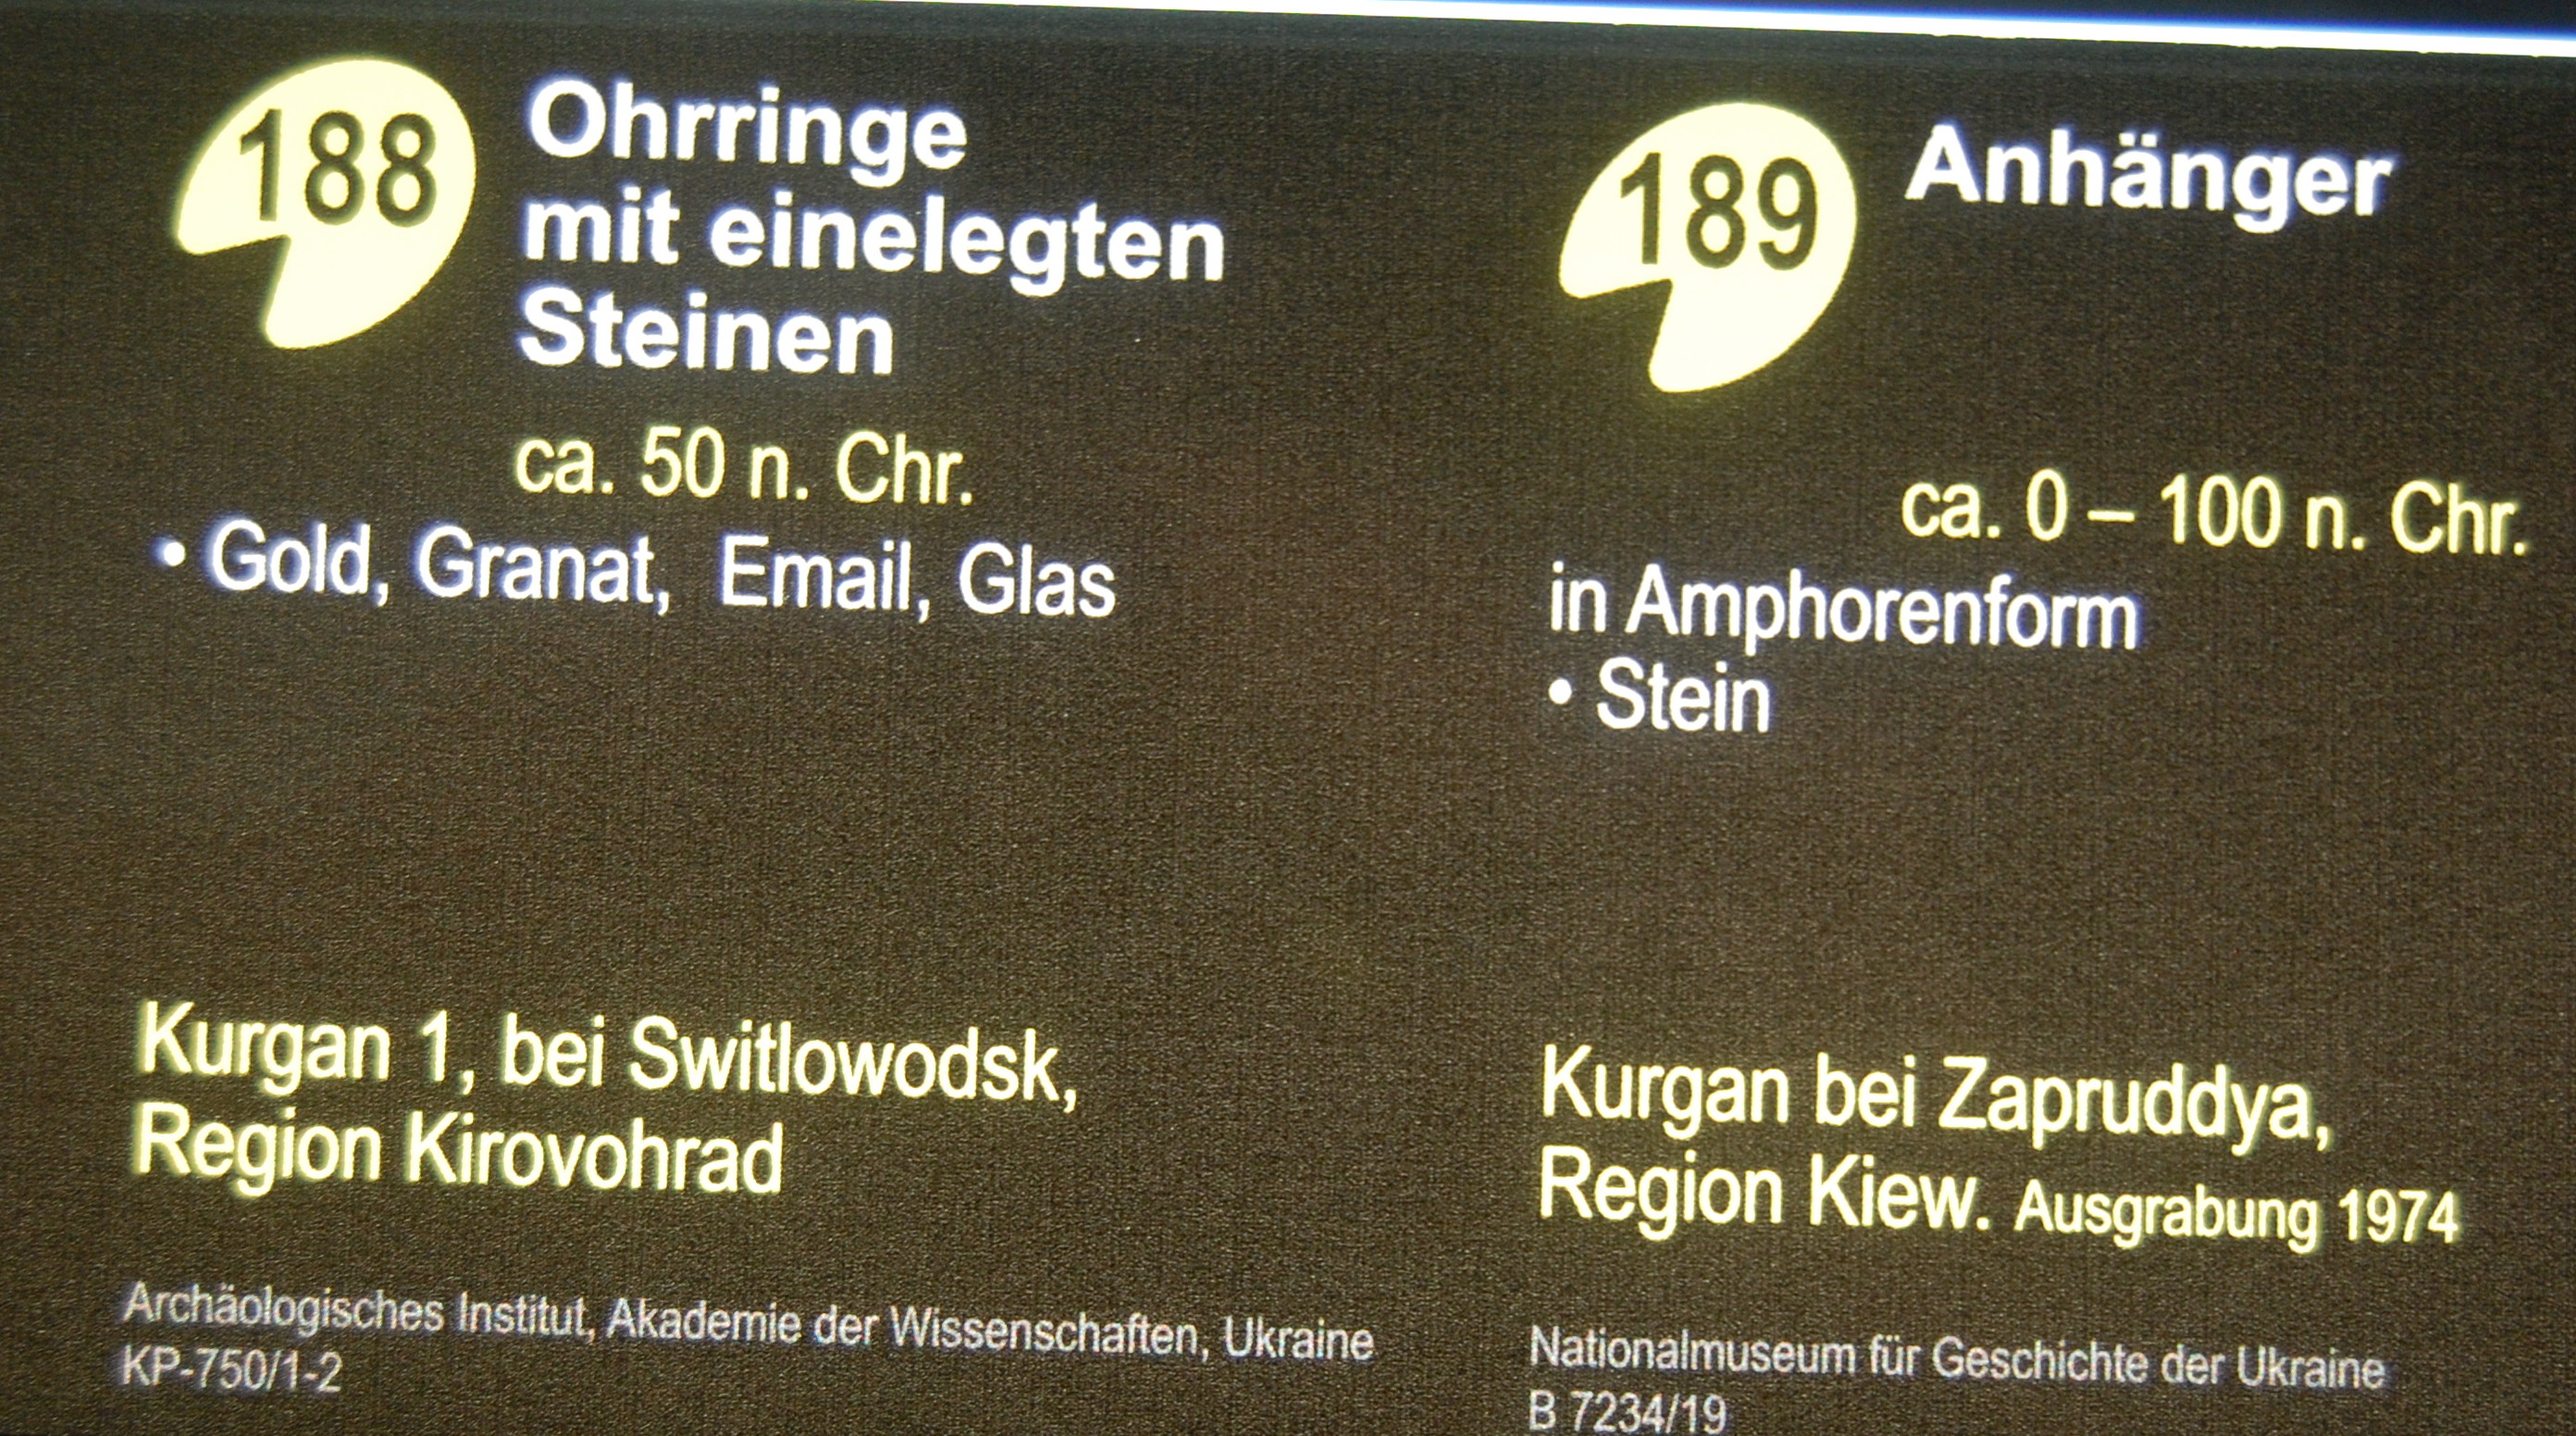 188
Ohrringe
mit einelegten
Steinen
ca. 50 n. Chr.
• Gold, Granat, Email, Glas
Kurgan 1, bei Switlowodsk,
Region Kirovohrad
Archäologisches Institut, Akademie der Wissenschaften, Ukraine
KP-750/1-2
189
Anhänger
ca. 0 – 100 n. Chr.
in Amphorenform
• Stein
Kurgan bei Zapruddya,
Region Kiew. Ausgrabung 1974
Nationalmuseum für Geschichte der Ukraine
B 7234/19